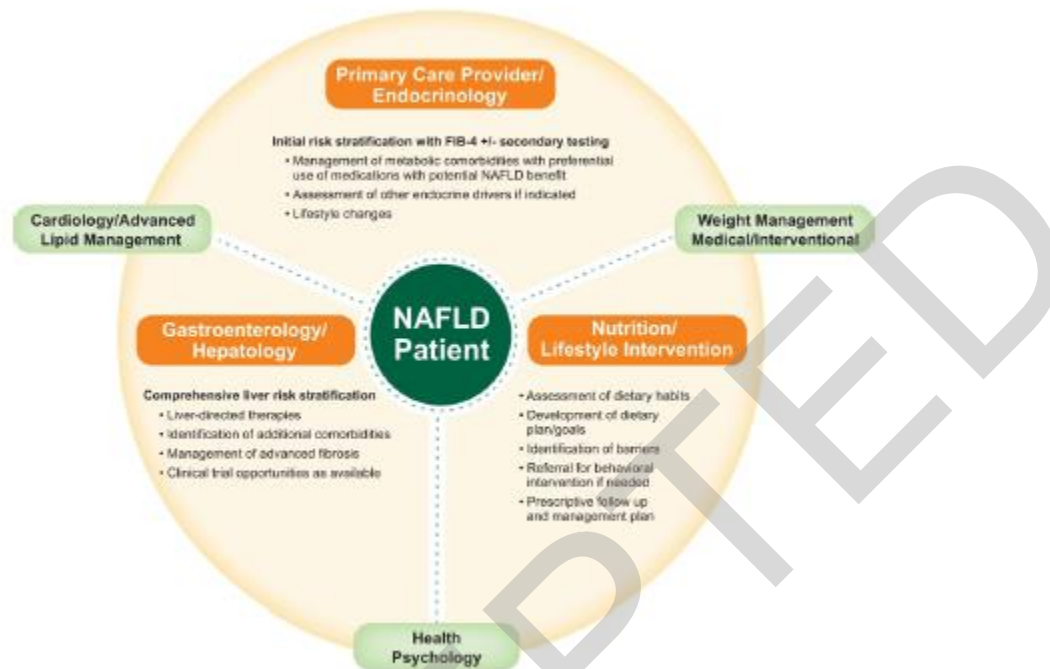 Primary Care Provider/
Endocrinology
Initial risk stratification with FIB-4 +/- secondary testing
• Management of metabolic comorbidities with preferential
use of medications with potential NAFLD benefit
• Assessment of other endocrine drivers if indicated
• Lifestyle changes
Cardiology/Advanced
Lipid Management
Weight Management
Medical/Interventional
NAFLD
Patient
Gastroenterology/
Hepatology
Comprehensive liver risk stratification
• Liver-directed therapies
• Identification of additional comorbidities
• Management of advanced fibrosis
• Clinical trial opportunities as available
Nutrition/
Lifestyle Intervention
• Assessment of dietary habits
• Development of dietary
plan/goals
• Identification of barriers
• Referral for behavioral
intervention if needed
• Prescriptive follow up
and management plan
Health
Psychology
PTED